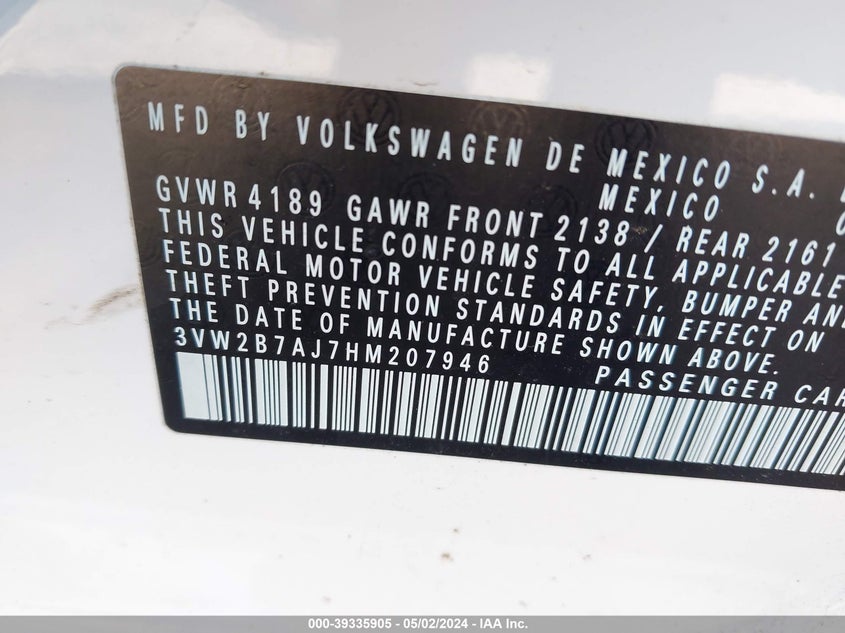 MFD BY VOLKSWAGEN DE MEXICO S.A.
MEXICO
GVWR 4189 GAWR FRONT 2138 / REAR 2161
THIS VEHICLE CONFORMS TO ALL APPLICABLE
FEDERAL MOTOR VEHICLE SAFETY, BUMPER AND
THEFT PREVENTION STANDARDS IN EFFECT ON
THE DATE OF MANUFACTURE SHOWN ABOVE.
3VW2B7AJ7HM207946 PASSENGER CAR
000-39335905 - 05/02/2024 - IAA Inc.